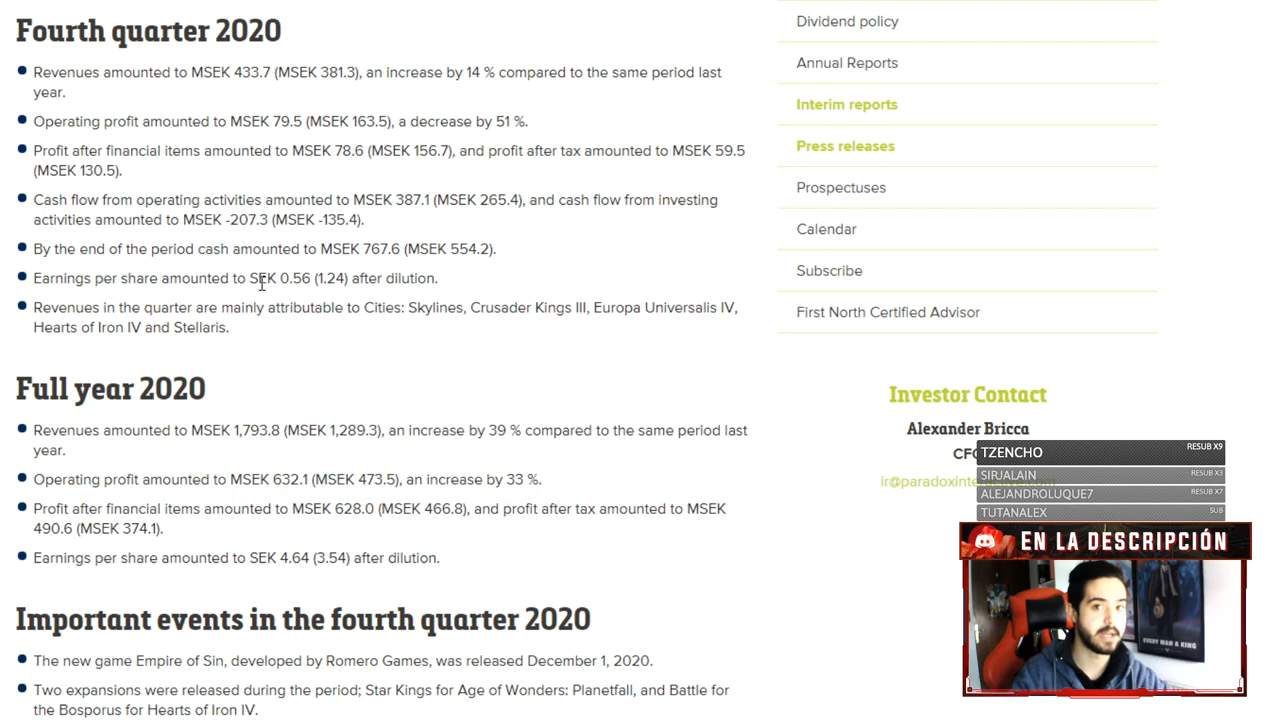 Fourth quarter 2020
Revenues amounted to MSEK 433.7 (MSEK 381.3), an increase by 14 % compared to the same period last
year.
Operating profit amounted to MSEK 79.5 (MSEK 163.5), a decrease by 51 %.
Profit after financial items amounted to MSEK 78.6 (MSEK 156.7), and profit after tax amounted to MSEK 59.5
(MSEK 130.5).
Cash flow from operating activities amounted to MSEK 387.1 (MSEK 265.4), and cash flow from investing
activities amounted to MSEK -207.3 (MSEK -135.4).
By the end of the period cash amounted to MSEK 767.6 (MSEK 554.2).
Earnings per share amounted to SEK 0.56 (1.24) after dilution.
Revenues in the quarter are mainly attributable to Cities: Skylines, Crusader Kings III, Europa Universalis IV,
Hearts of Iron IV and Stellaris.
Full year 2020
Revenues amounted to MSEK 1,793.8 (MSEK 1,289.3), an increase by 39 % compared to the same period last
year.
Operating profit amounted to MSEK 632.1 (MSEK 473.5), an increase by 33 %.
Profit after financial items amounted to MSEK 628.0 (MSEK 466.8), and profit after tax amounted to MSEK
490.6 (MSEK 374.1).
Earnings per share amounted to SEK 4.64 (3.54) after dilution.
Important events in the fourth quarter 2020
The new game Empire of Sin, developed by Romero Games, was released December 1, 2020.
Two expansions were released during the period; Star Kings for Age of Wonders: Planetfall, and Battle for
the Bosporus for Hearts of Iron IV.
Dividend policy
Annual Reports
Interim reports
Press releases
Prospectuses
Calendar
Subscribe
First North Certified Advisor
Investor Contact
Alexander Bricca
CFO
ir@paradoxinte
TZENCHO RESUB X9
SIRJALAIN RESUB X3
ALEJANDROLUQUE7 RESUB X7
TUTANALEX SUB
EN LA DESCRIPCIÓN
EVERY MAN A KING